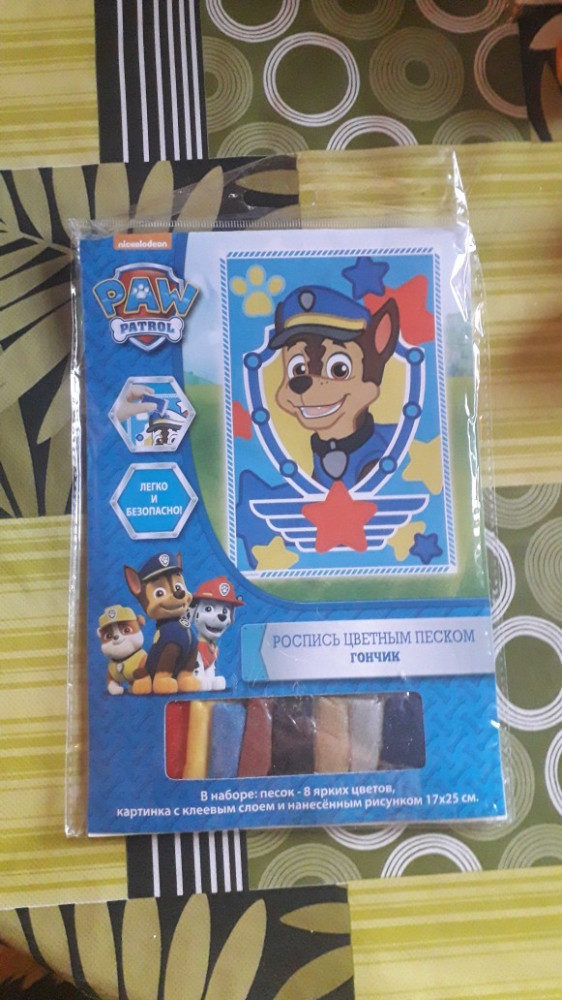 nickelodeon
PAW
PATROL
ЛЕГКО
И
БЕЗОПАСНО!
РОСПИСЬ ЦВЕТНЫМ ПЕСКОМ
ГОНЧИК
В наборе: песок - 8 ярких цветов,
картинка с клеевым слоем и нанесённым рисунком 17х25 см.